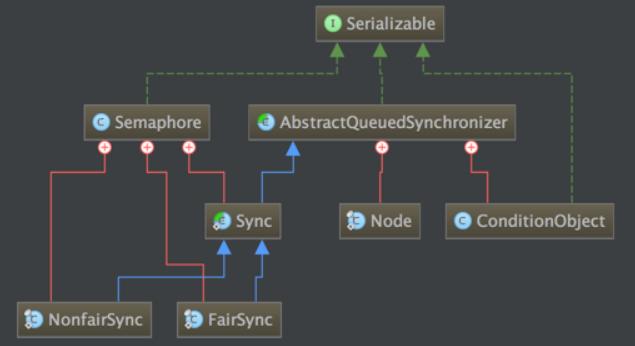 I Serializable
C Semaphore
C AbstractQueuedSynchronizer
C Sync
C Node
C ConditionObject
C NonfairSync
C FairSync